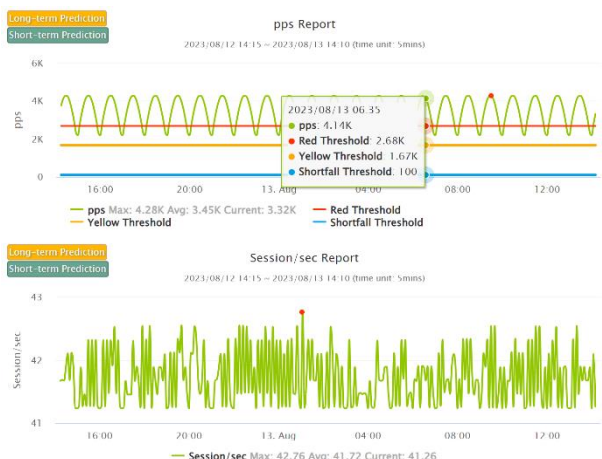 Long-term Prediction
Short-term Prediction
pps Report
2023/08/12 14:15 – 2023/08/13 14:10 (time unit: 5mins)
6K
4K
2K
0
pps
2023/08/13 06:35
pps: 4.14K
Red Threshold: 2.68K
Yellow Threshold: 1.67K
Shortfall Threshold: 100
16:00 20:00 13. Aug 04:00 08:00 12:00
pps Max: 4.28K Avg: 3.45K Current: 3.32K Red Threshold
Yellow Threshold Shortfall Threshold
Long-term Prediction
Short-term Prediction
Session/sec Report
2023/08/12 14:15 – 2023/08/13 14:10 (time unit: 5mins)
43
42
41
Session/sec
16:00 20:00 13. Aug 04:00 08:00 12:00
Session/sec Max: 42.76 Avg: 41.72 Current: 41.26